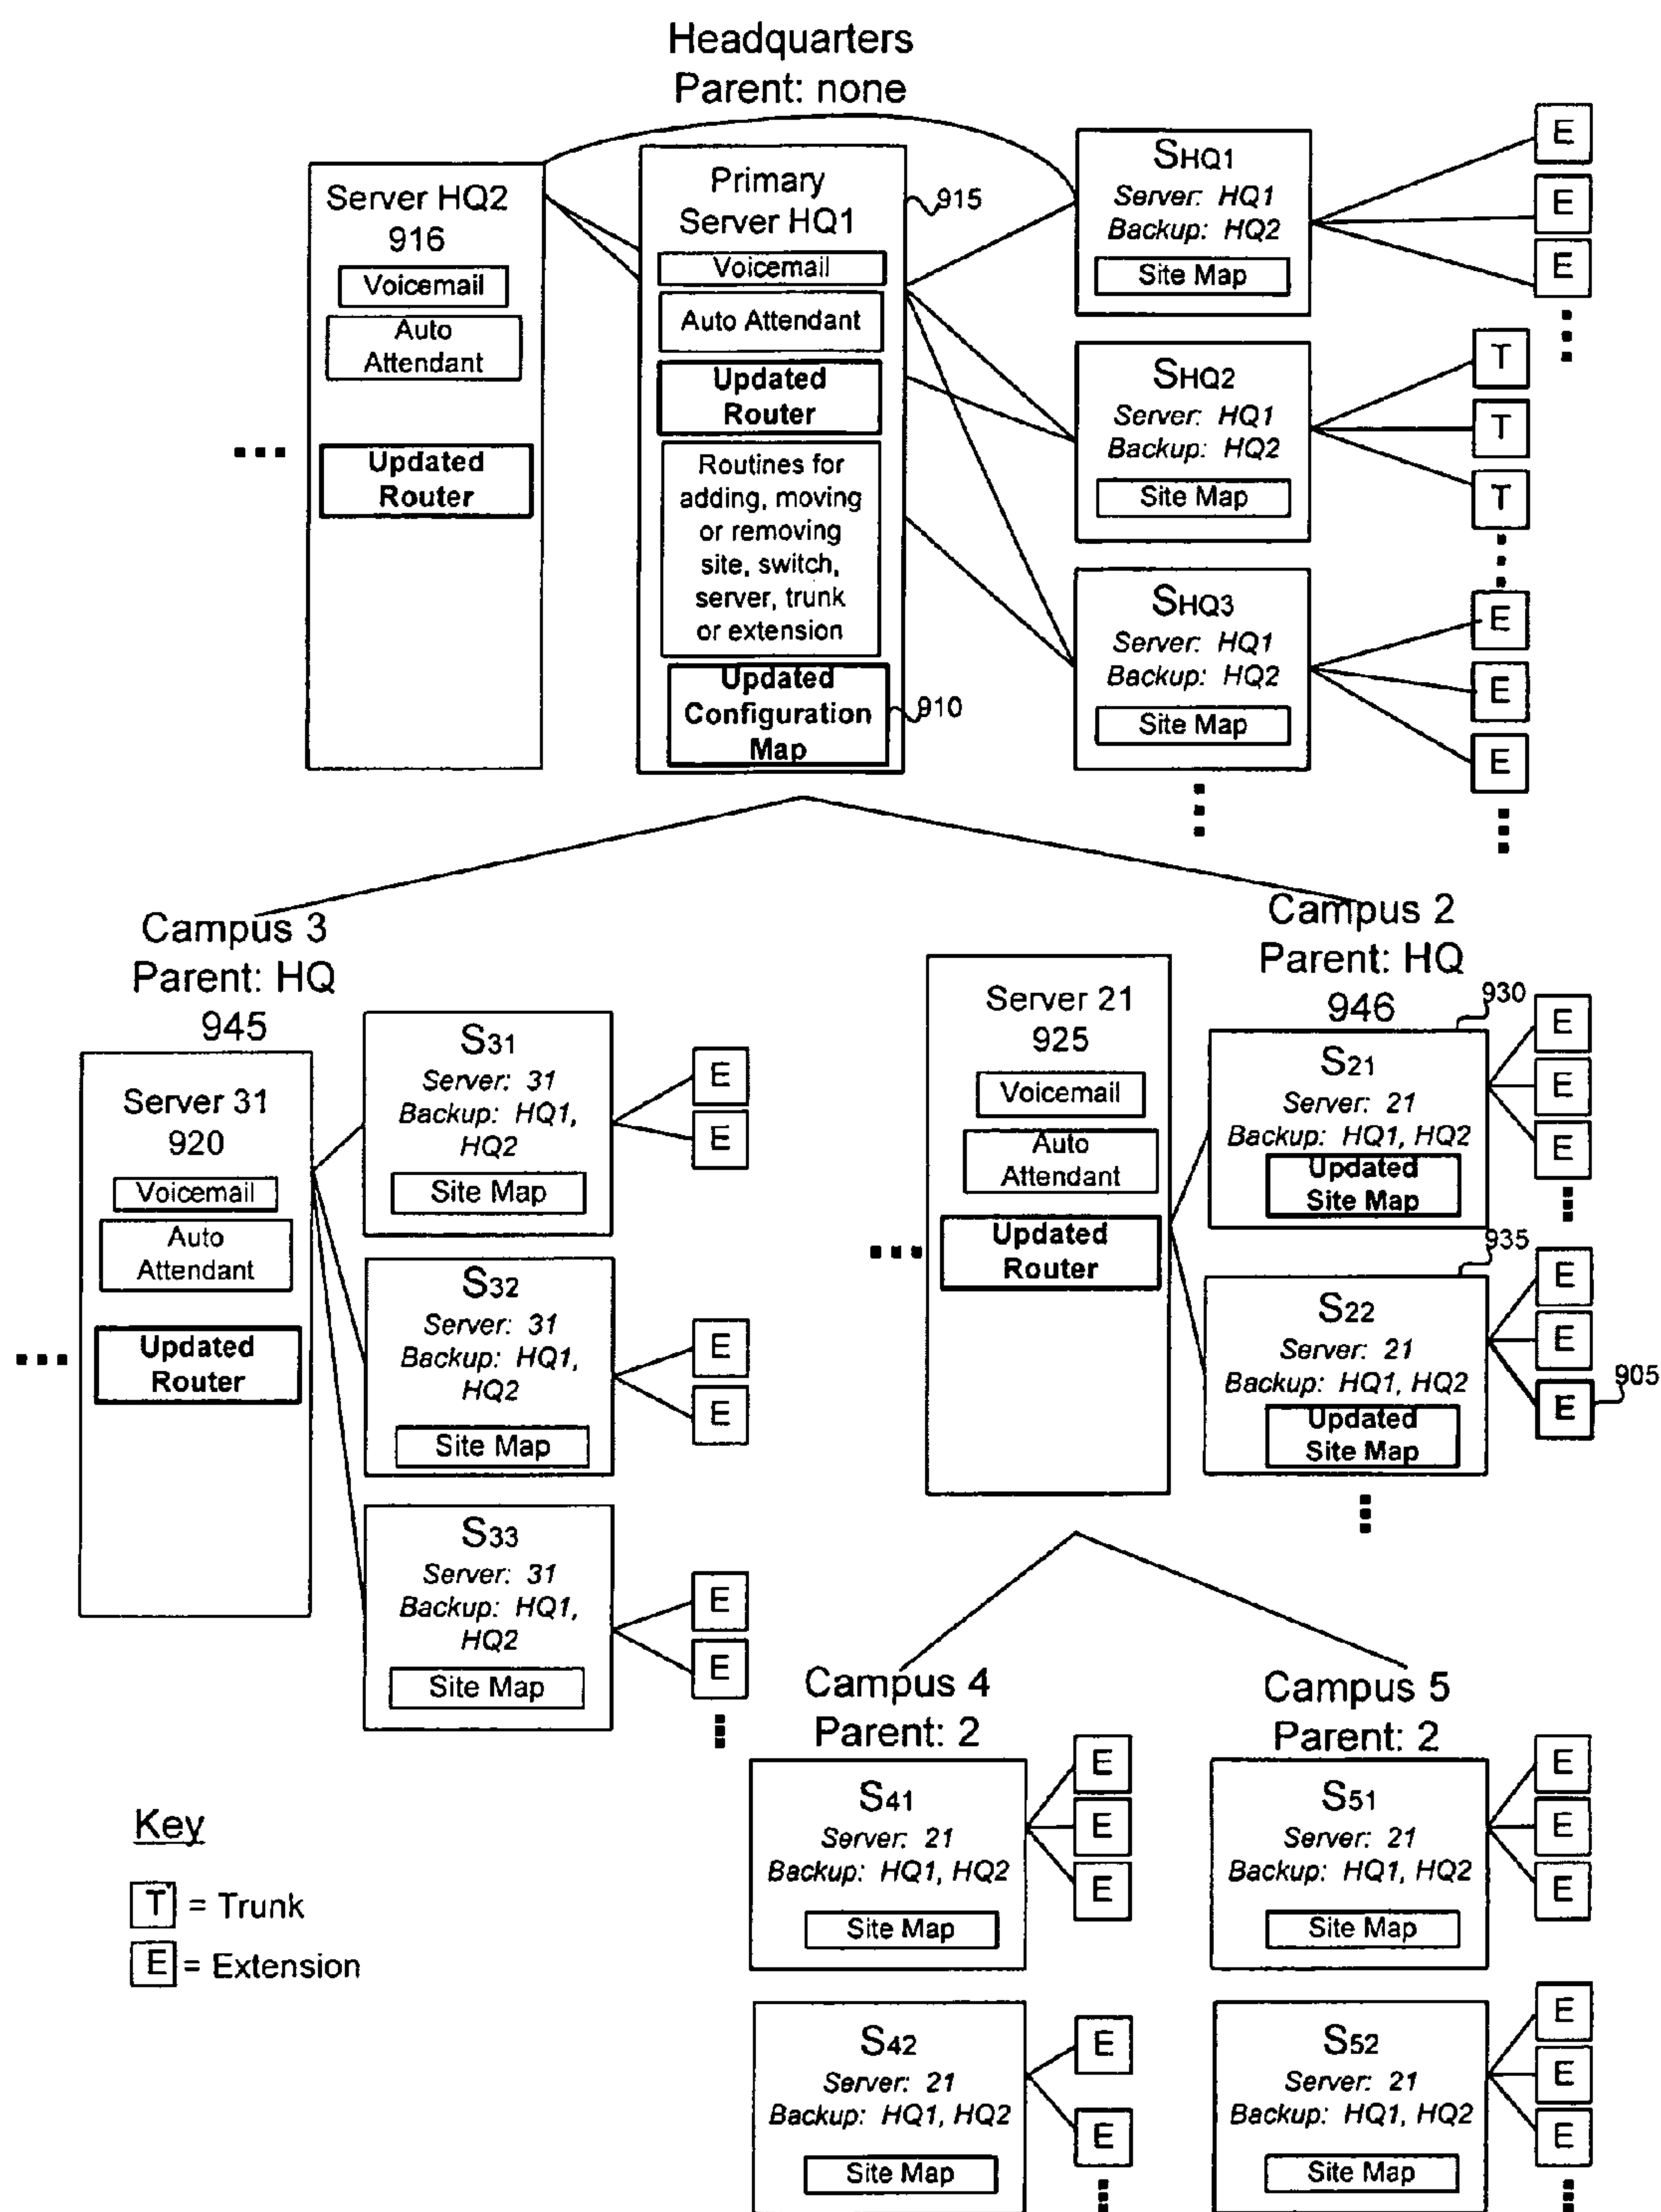 Headquarters
Parent: none
Server HQ2
916
Voicemail
Auto
Attendant
Updated
Router
Primary
Server HQ1
915
Voicemail
Auto Attendant
Updated
Router
Routines for
adding, moving
or removing
site, switch,
server, trunk
or extension
Updated
Configuration
Map
910
SHQ1
Server: HQ1
Backup: HQ2
Site Map
E
E
E
SHQ2
Server: HQ1
Backup: HQ2
Site Map
T
T
T
SHQ3
Server: HQ1
Backup: HQ2
Site Map
E
E
E
Campus 3
Parent: HQ
945
Server 31
920
Voicemail
Auto
Attendant
Updated
Router
S31
Server: 31
Backup: HQ1,
HQ2
Site Map
E
E
S32
Server: 31
Backup: HQ1,
HQ2
Site Map
E
E
S33
Server: 31
Backup: HQ1,
HQ2
Site Map
E
E
Campus 2
Parent: HQ
946
Server 21
925
Voicemail
Auto
Attendant
Updated
Router
930
S21
Server: 21
Backup: HQ1, HQ2
Updated
Site Map
E
E
E
935
S22
Server: 21
Backup: HQ1, HQ2
Updated
Site Map
E
E
E
905
Campus 4
Parent: 2
S41
Server: 21
Backup: HQ1, HQ2
Site Map
E
E
E
S42
Server: 21
Backup: HQ1, HQ2
Site Map
E
E
Campus 5
Parent: 2
S51
Server: 21
Backup: HQ1, HQ2
Site Map
E
E
E
S52
Server: 21
Backup: HQ1, HQ2
Site Map
E
E
E
Key
T = Trunk
E = Extension